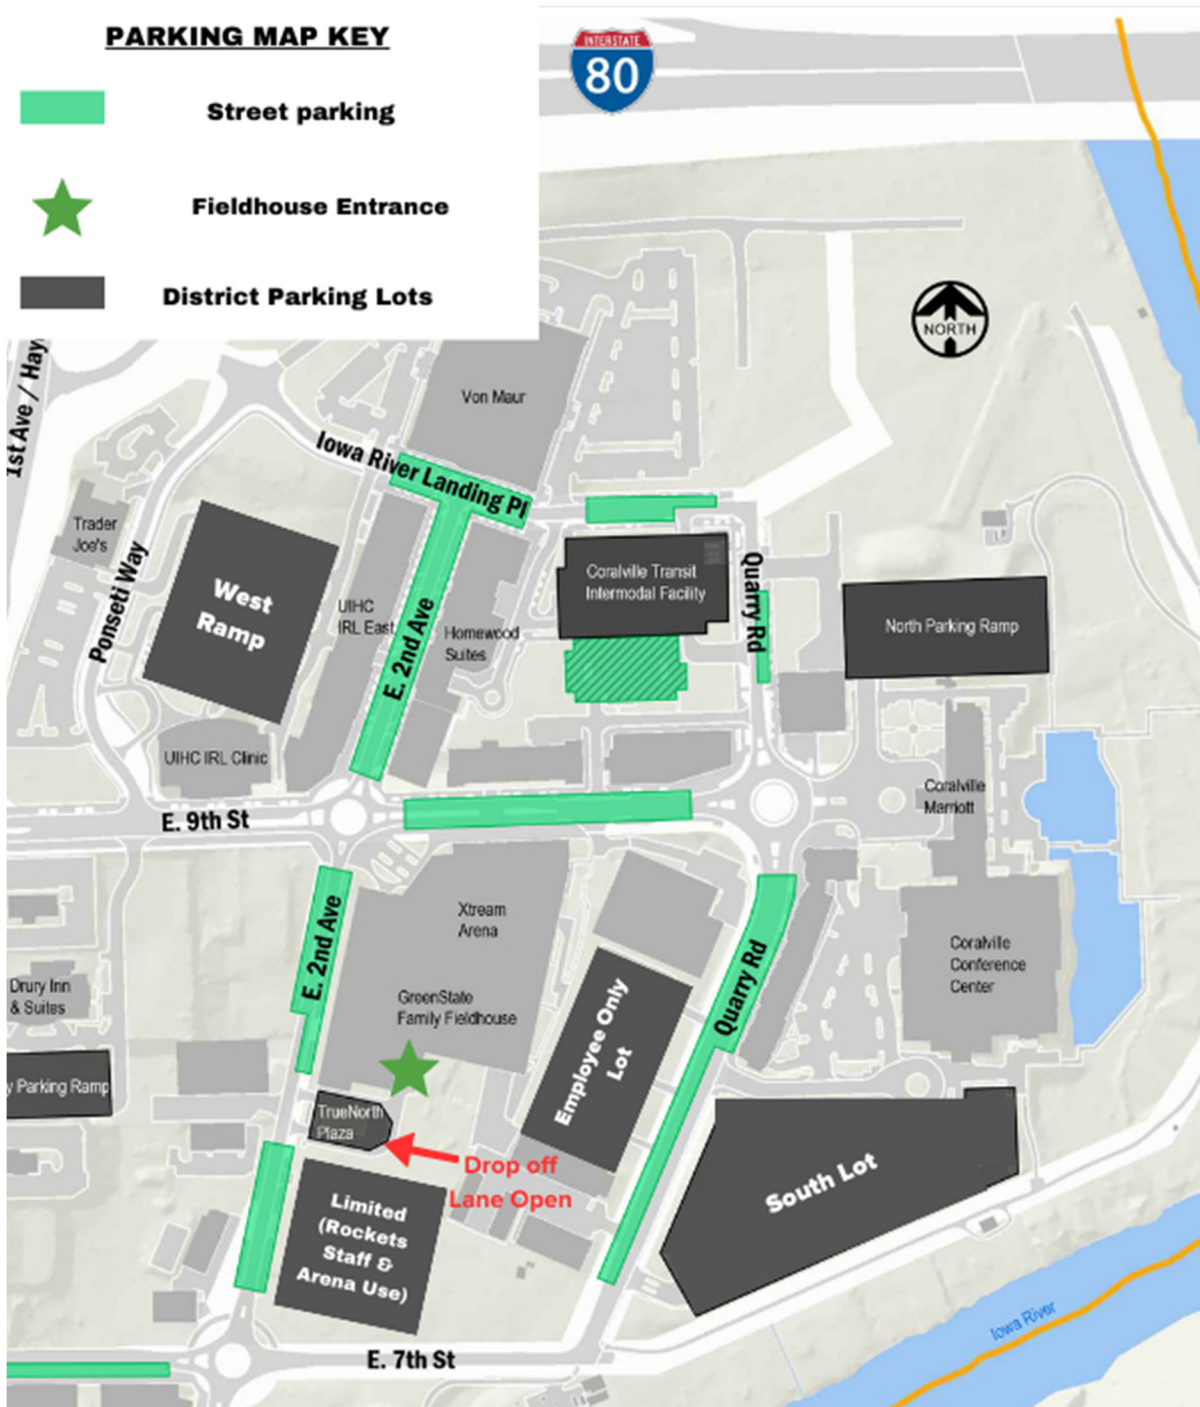 PARKING MAP KEY
Street parking
Fieldhouse Entrance
District Parking Lots
INTERSTATE
80
NORTH
1st Ave / Hay
Von Maur
Iowa River Landing Pl
Trader
Joe's
Ponseti Way
West
Ramp
UIHC
IRL East
E. 2nd Ave
Homewood
Suites
Coralville Transit
Intermodal Facility
Quarry Rd
North Parking Ramp
UIHC IRL Clinic
Coralville
Marriott
E. 9th St
Xtream
Arena
E. 2nd Ave
Drury Inn
& Suites
GreenState
Family Fieldhouse
Employee Only
Lot
Quarry Rd
Coralville
Conference
Center
y Parking Ramp
TrueNorth
Plaza
Drop off
Lane Open
Limited
(Rockets
Staff &
Arena Use)
South Lot
Iowa River
E. 7th St